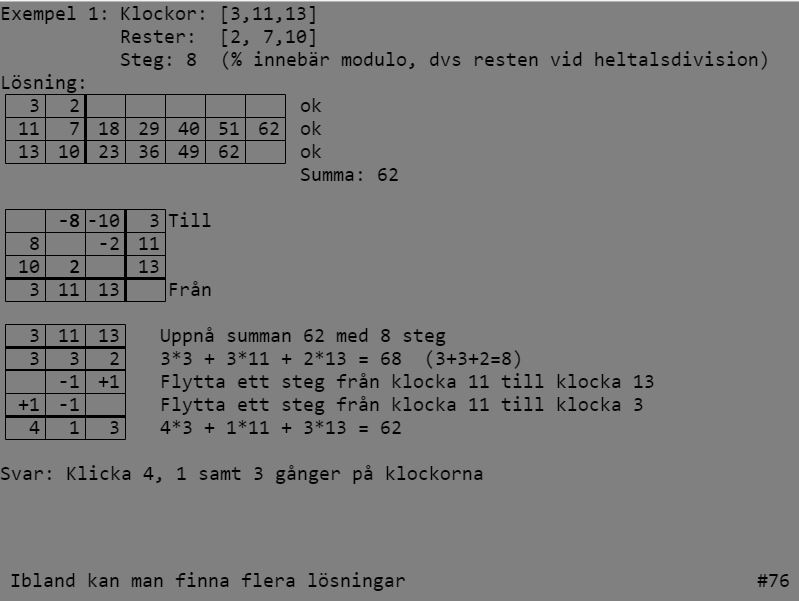 Exempel 1: Klockor: [3,11,13]
Rester: [2, 7,10]
Steg: 8 (% innebär modulo, dvs resten vid heltalsdivision)
Lösning:
3 2 ok
11 7 18 29 40 51 62 ok
13 10 23 36 49 62 ok
Summa: 62
-8 -10 3 Till
8 -2 11
10 2 13
3 11 13 Från
3 11 13 Uppnå summan 62 med 8 steg
3 3 2 3*3 + 3*11 + 2*13 = 68 (3+3+2=8)
-1 +1 Flytta ett steg från klocka 11 till klocka 13
+1 -1 Flytta ett steg från klocka 11 till klocka 3
4 1 3 4*3 + 1*11 + 3*13 = 62
Svar: Klicka 4, 1 samt 3 gånger på klockorna
Ibland kan man finna flera lösningar #76